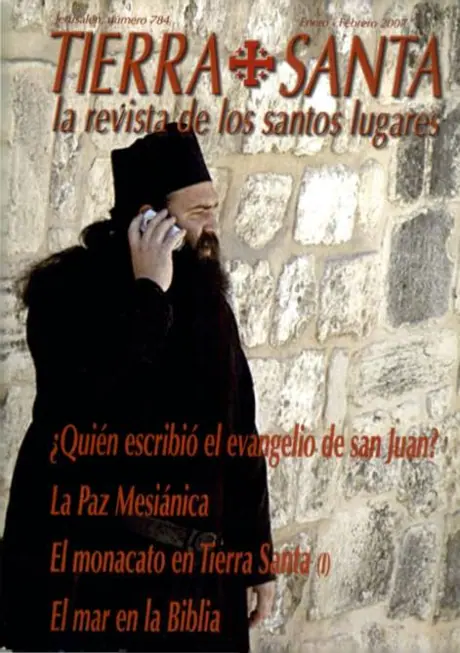 Jerusalén, número 784
Enero - Febrero 2007
TIERRA SANTA
la revista de los santos lugares
¿Quién escribió el evangelio de san Juan?
La Paz Mesiánica
El monacato en Tierra Santa (I)
El mar en la Biblia